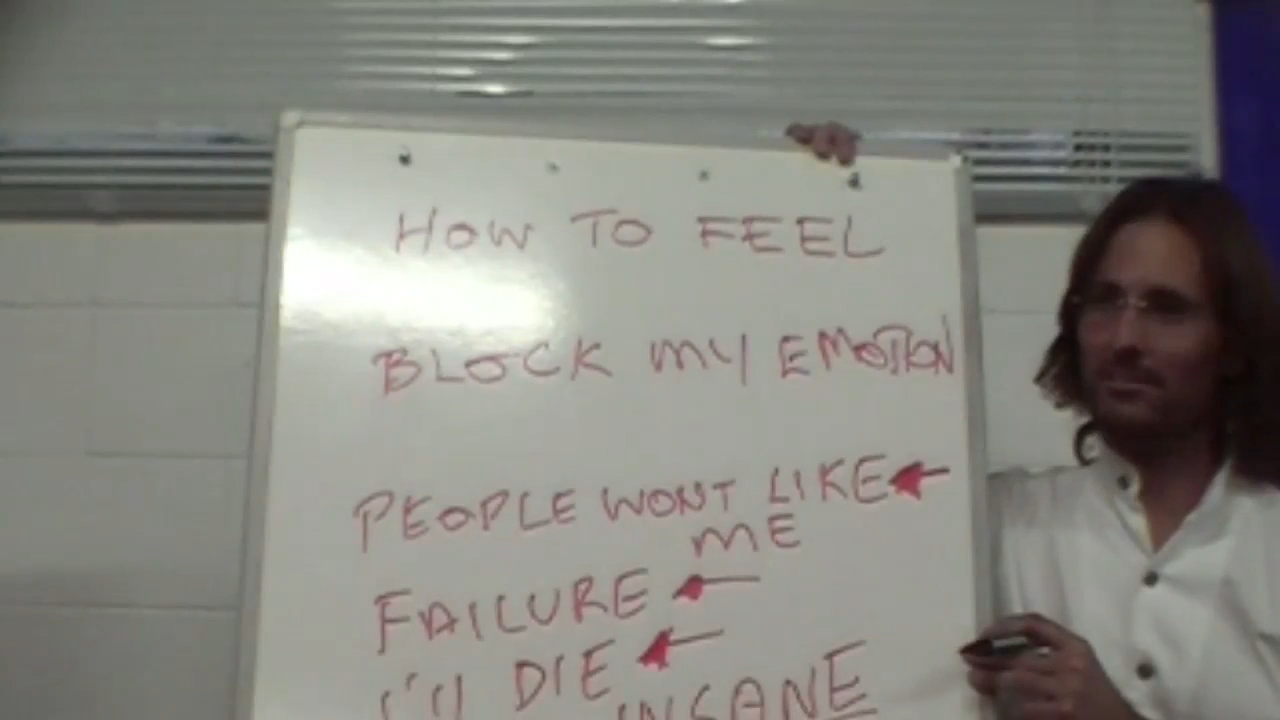 HOW TO FEEL
BLOCK MY EMOTION
PEOPLE WONT LIKE
ME
FAILURE
I'll DIE
INSANE